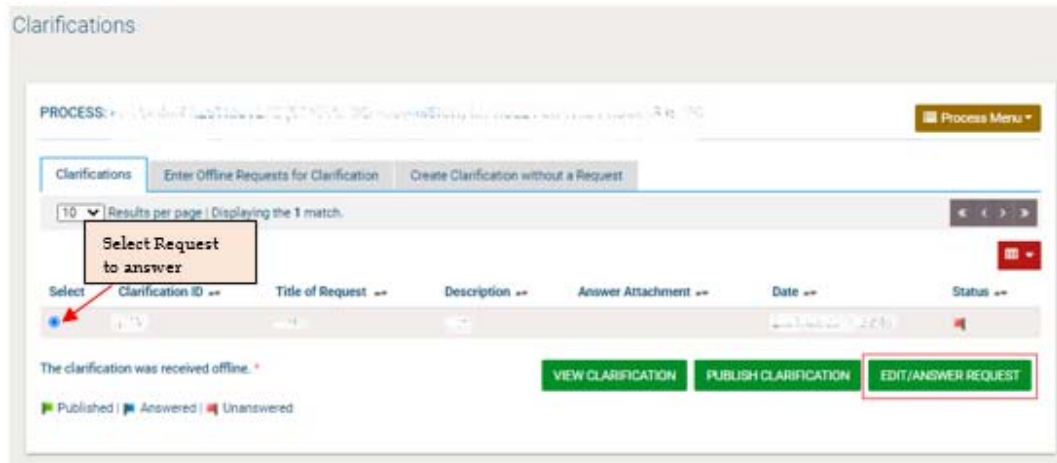 Clarifications
PROCESS:
Process Menu
Clarifications
Enter Offline Requests for Clarification
Create Clarification without a Request
10 Results per page | Displaying the 1 match.
Select Request
to answer
Select Clarification ID Title of Request Description Answer Attachment Date Status
The clarification was received offline. *
VIEW CLARIFICATION PUBLISH CLARIFICATION EDIT/ANSWER REQUEST
Published | Answered | Unanswered